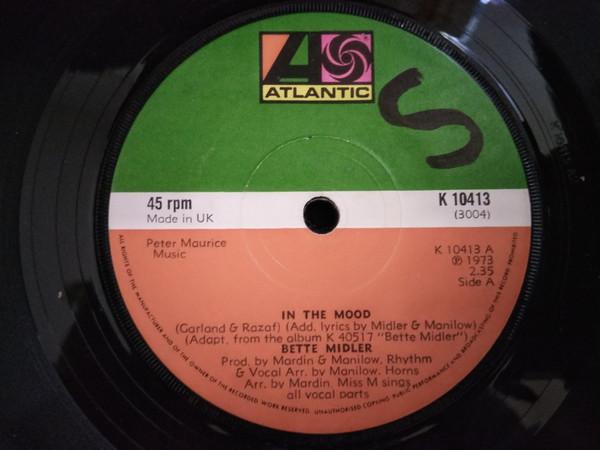 ATLANTIC
S
45 rpm
Made in UK
K 10413
(3004)
Peter Maurice
Music
K 10413 A
℗ 1973
2.35
Side A
IN THE MOOD
(Garland & Razaf) (Add. lyrics by Midler & Manilow)
(Adapt. from the album K 40517 "Bette Midler")
BETTE MIDLER
Prod. by Mardin & Manilow, Rhythm
& Vocal Arr. by Manilow. Horns
Arr. by Mardin. Miss M sings
all vocal parts
ALL RIGHTS OF THE MANUFACTURER AND OF THE OWNER OF THE RECORDED WORK RESERVED. UNAUTHORISED COPYING, PUBLIC PERFORMANCE AND BROADCASTING OF THIS RECORD PROHIBITED